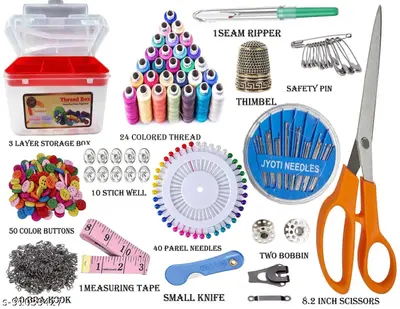 1SEAM RIPPER
THIMBEL
SAFETY PIN
Thread Box
3 LAYER STORAGE BOX
24 COLORED THREAD
JYOTI NEEDLES
10 STICH WELL
50 COLOR BUTTONS
40 PAREL NEEDLES
TWO BOBBIN
1MEASURING TAPE
SMALL KNIFE
8.2 INCH SCISSORS